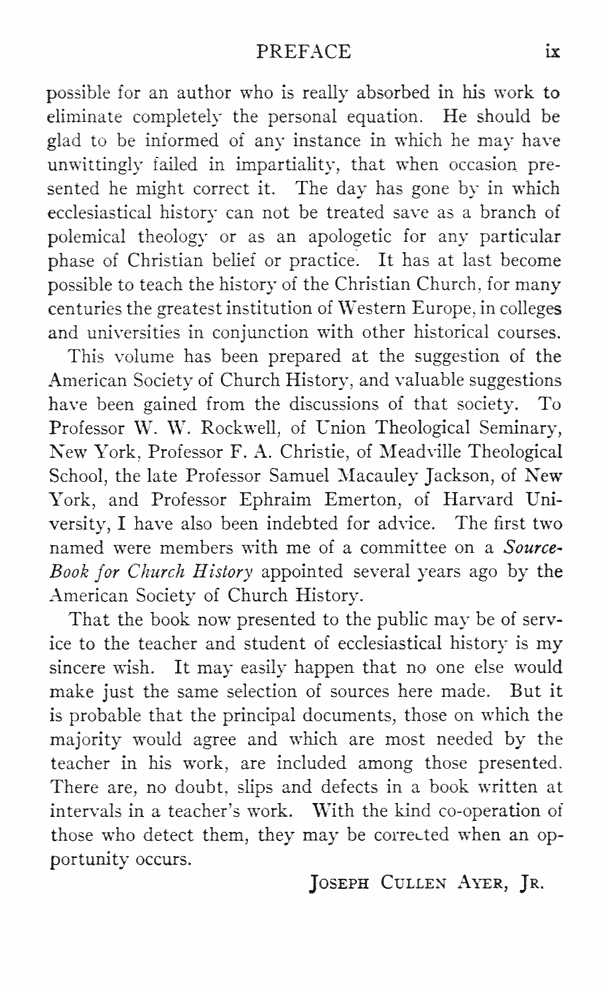 PREFACE ix
possible for an author who is really absorbed in his work to
eliminate completely the personal equation. He should be
glad to be informed of any instance in which he may have
unwittingly failed in impartiality, that when occasion pre-
sented he might correct it. The day has gone by in which
ecclesiastical history can not be treated save as a branch of
polemical theology or as an apologetic for any particular
phase of Christian belief or practice. It has at last become
possible to teach the history of the Christian Church, for many
centuries the greatest institution of Western Europe, in colleges
and universities in conjunction with other historical courses.
This volume has been prepared at the suggestion of the
American Society of Church History, and valuable suggestions
have been gained from the discussions of that society. To
Professor W. W. Rockwell, of Union Theological Seminary,
New York, Professor F. A. Christie, of Meadville Theological
School, the late Professor Samuel Macauley Jackson, of New
York, and Professor Ephraim Emerton, of Harvard Uni-
versity, I have also been indebted for advice. The first two
named were members with me of a committee on a Source-
Book for Church History appointed several years ago by the
American Society of Church History.
That the book now presented to the public may be of serv-
ice to the teacher and student of ecclesiastical history is my
sincere wish. It may easily happen that no one else would
make just the same selection of sources here made. But it
is probable that the principal documents, those on which the
majority would agree and which are most needed by the
teacher in his work, are included among those presented.
There are, no doubt, slips and defects in a book written at
intervals in a teacher's work. With the kind co-operation of
those who detect them, they may be corrected when an op-
portunity occurs.
JOSEPH CULLEN AYER, JR.